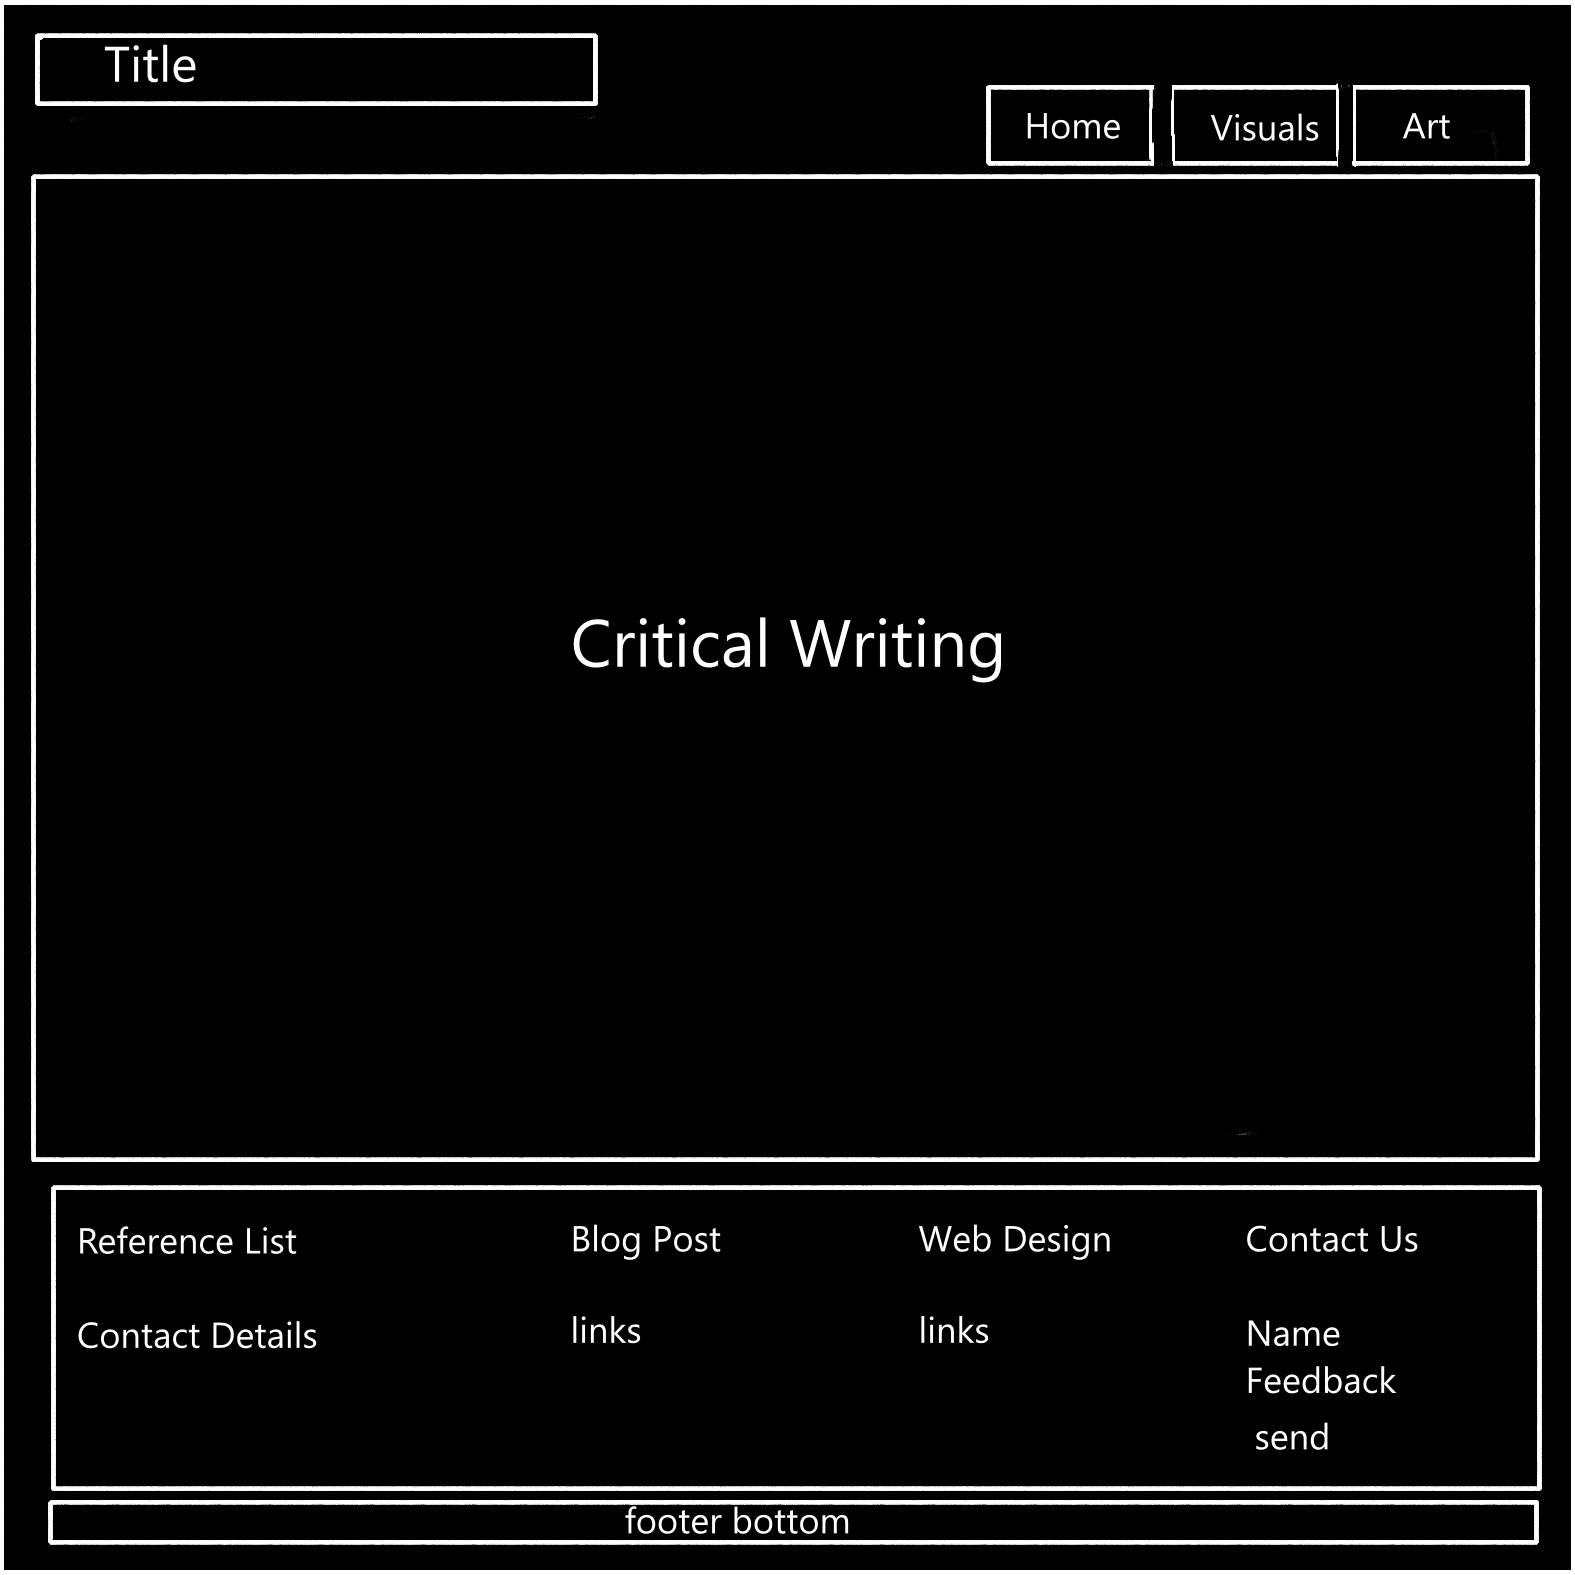 Title
Home
Visuals
Art
Critical Writing
Reference List
Contact Details
Blog Post
links
Web Design
links
Contact Us
Name
Feedback
send
footer bottom